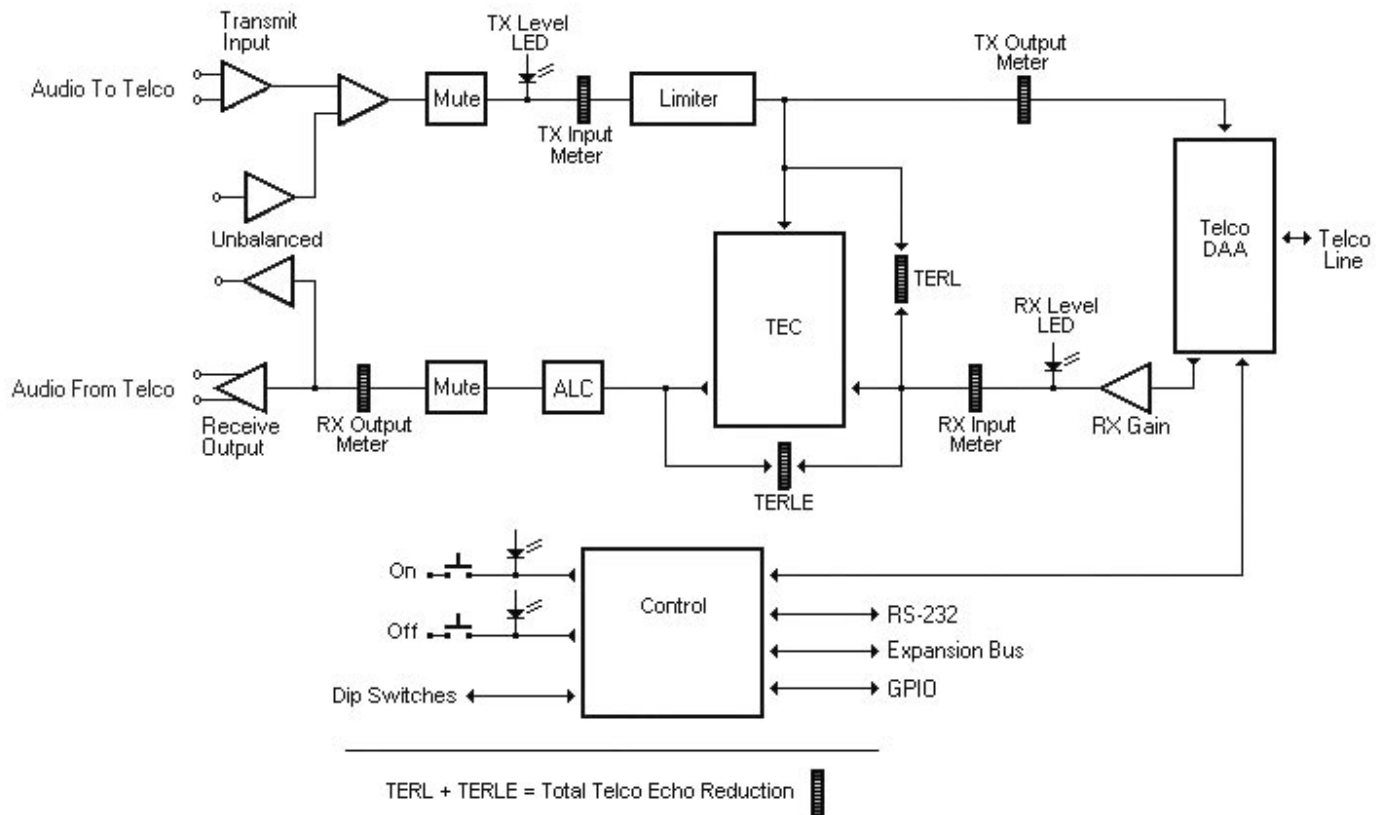 Transmit
Input
TX Level
LED
TX Output
Meter
Audio To Telco
Mute
Limiter
TX Input
Meter
Unbalanced
Telco
DAA
Telco
Line
TERL
TEC
RX Level
LED
Audio From Telco
Mute
ALC
Receive
Output
RX Output
Meter
RX Input
Meter
RX Gain
TERLE
On
Control
Off
RS-232
Expansion Bus
Dip Switches
GPIO
TERL + TERLE = Total Telco Echo Reduction